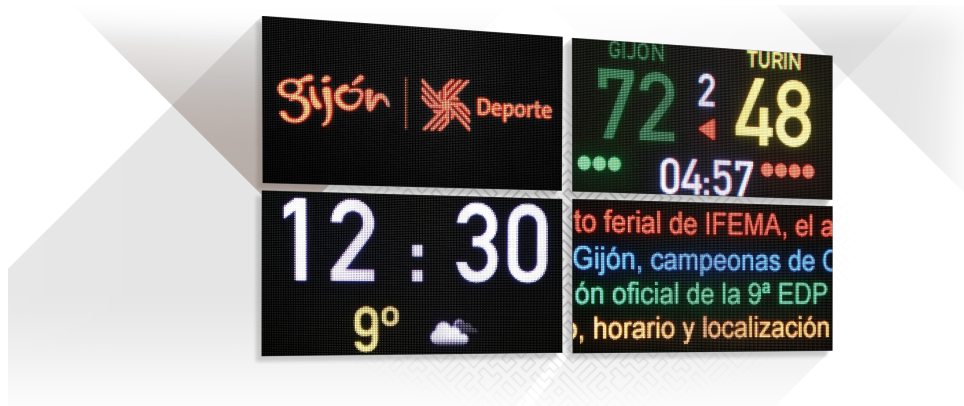 gijón
Deporte
GIJON TURIN
72 2 48
04:57
12 : 30
9º
to ferial de IFEMA, el a
Gijón, campeonas de
ón oficial de la 9ª EDP
, horario y localización